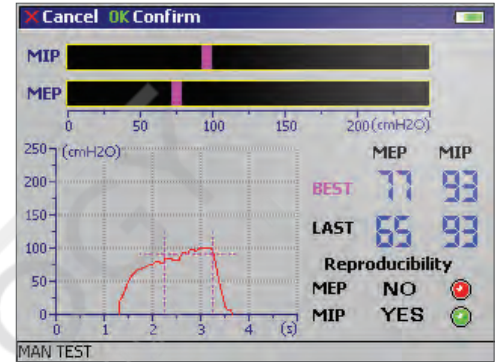 X Cancel OK Confirm
MIP
MEP
0 50 100 150 200(cmH2O)
250 (cmH2O)
200
150
100
50
0
0 1 2 3 4 (s)
MEP MIP
BEST 77 93
LAST 65 93
Reproducibility
MEP NO
MIP YES
MAN TEST